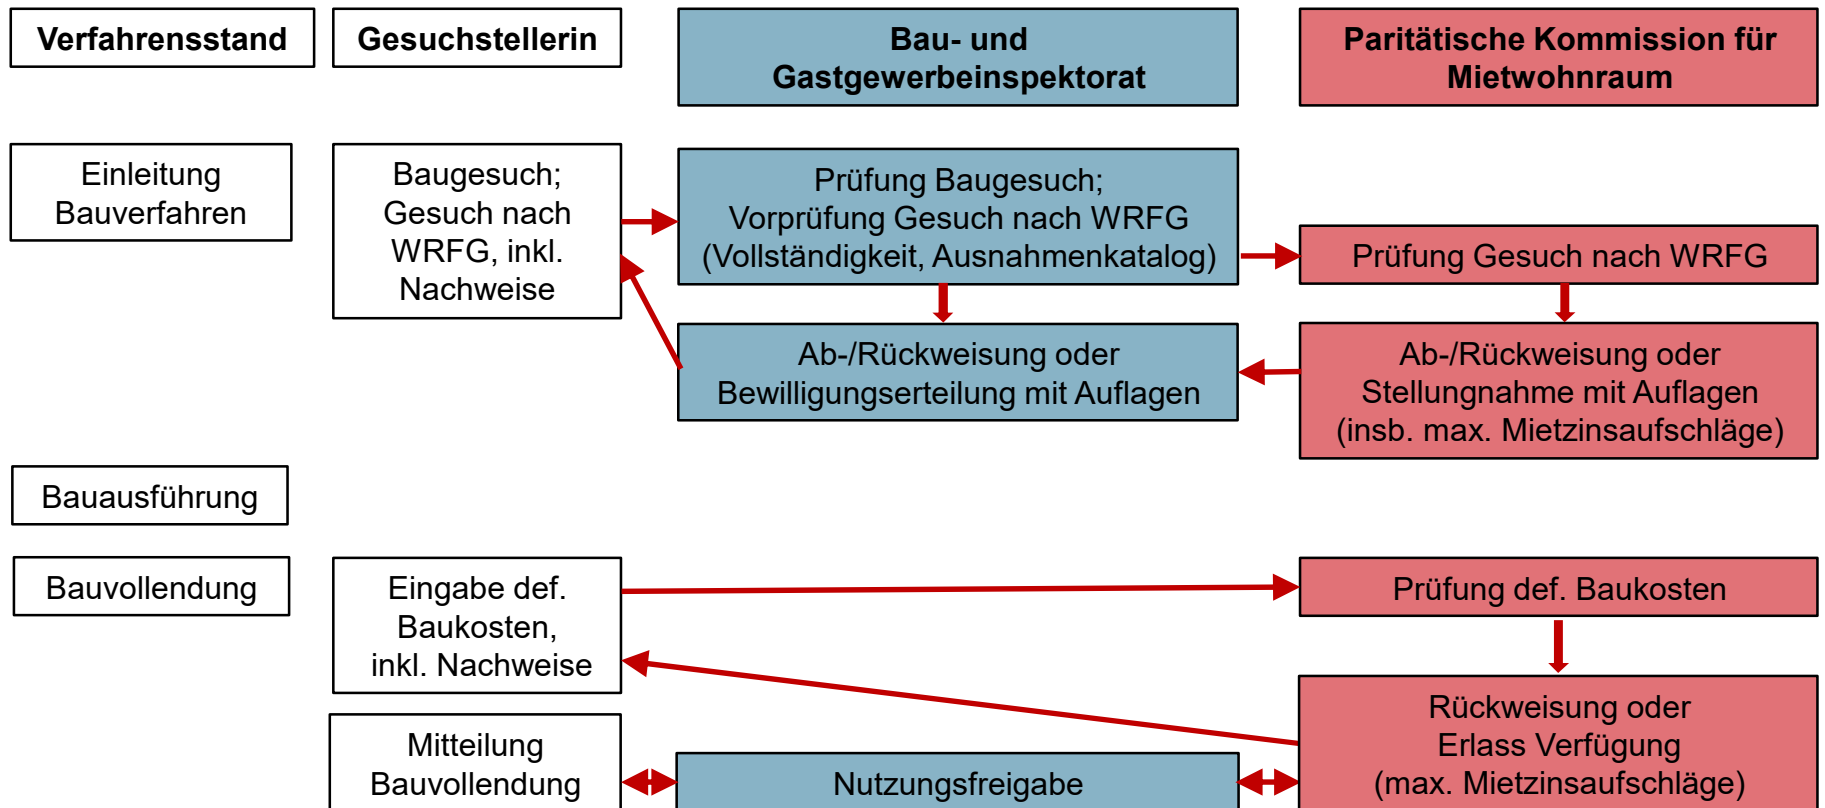 Verfahrensstand
Gesuchstellerin
Bau- und
Gastgewerbeinspektorat
Paritätische Kommission für
Mietwohnraum
Einleitung
Bauverfahren
Baugesuch;
Gesuch nach
WRFG, inkl.
Nachweise
Prüfung Baugesuch;
Vorprüfung Gesuch nach WRFG
(Vollständigkeit, Ausnahmenkatalog)
Prüfung Gesuch nach WRFG
Ab-/Rückweisung oder
Bewilligungserteilung mit Auflagen
Ab-/Rückweisung oder
Stellungnahme mit Auflagen
(insb. max. Mietzinsaufschläge)
Bauausführung
Bauvollendung
Eingabe def.
Baukosten,
inkl. Nachweise
Prüfung def. Baukosten
Rückweisung oder
Erlass Verfügung
(max. Mietzinsaufschläge)
Mitteilung
Bauvollendung
Nutzungsfreigabe